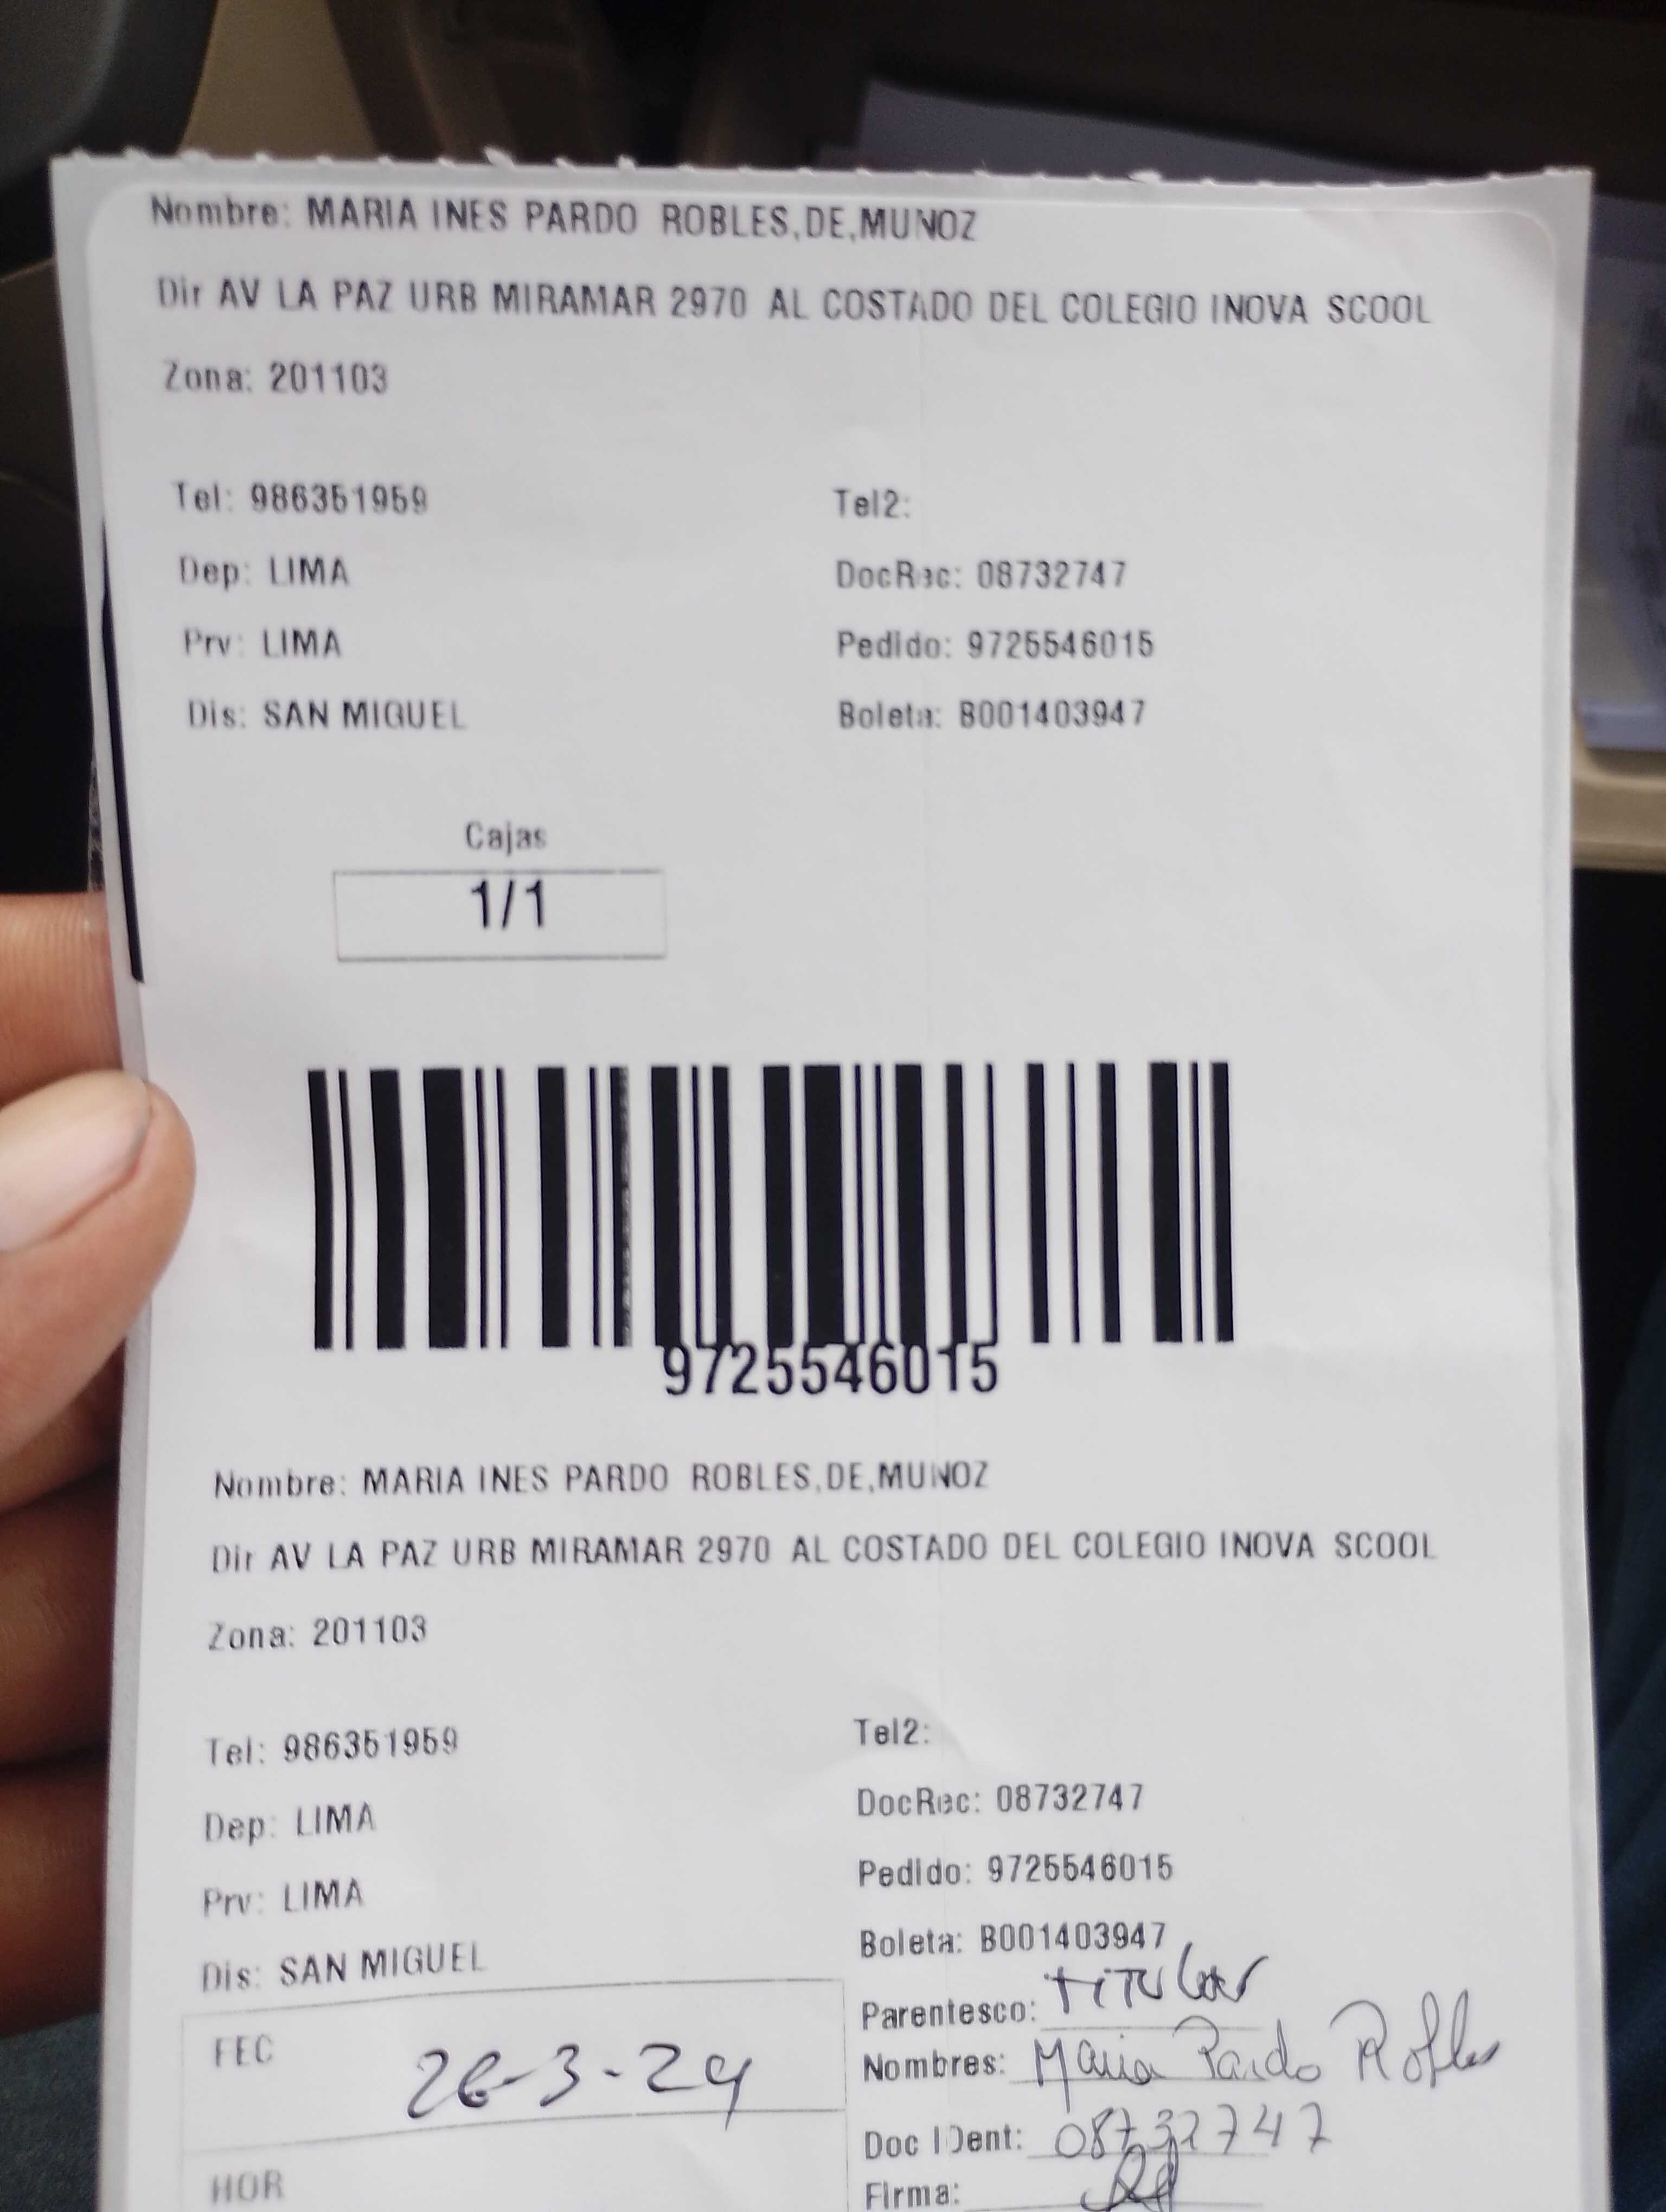 Nombre: MARIA INES PARDO ROBLES,DE,MUNOZ
Dir AV LA PAZ URB MIRAMAR 2970 AL COSTADO DEL COLEGIO INOVA SCOOL
Zona: 201103
Tel: 986351959 Tel2:
Dep: LIMA DocRec: 08732747
Prv: LIMA Pedido: 9725546015
Dis: SAN MIGUEL Boleta: B001403947
Cajas
1/1
9725546015
Nombre: MARIA INES PARDO ROBLES,DE,MUNOZ
Dir AV LA PAZ URB MIRAMAR 2970 AL COSTADO DEL COLEGIO INOVA SCOOL
Zona: 201103
Tel: 986351959 Tel2:
Dep: LIMA DocRec: 08732747
Prv: LIMA Pedido: 9725546015
Dis: SAN MIGUEL Boleta: B001403947
Parentesco: TITULAR
FEC Nombres: Maria Pardo Robles
Doc IDent: 08732747
HOR Firma: